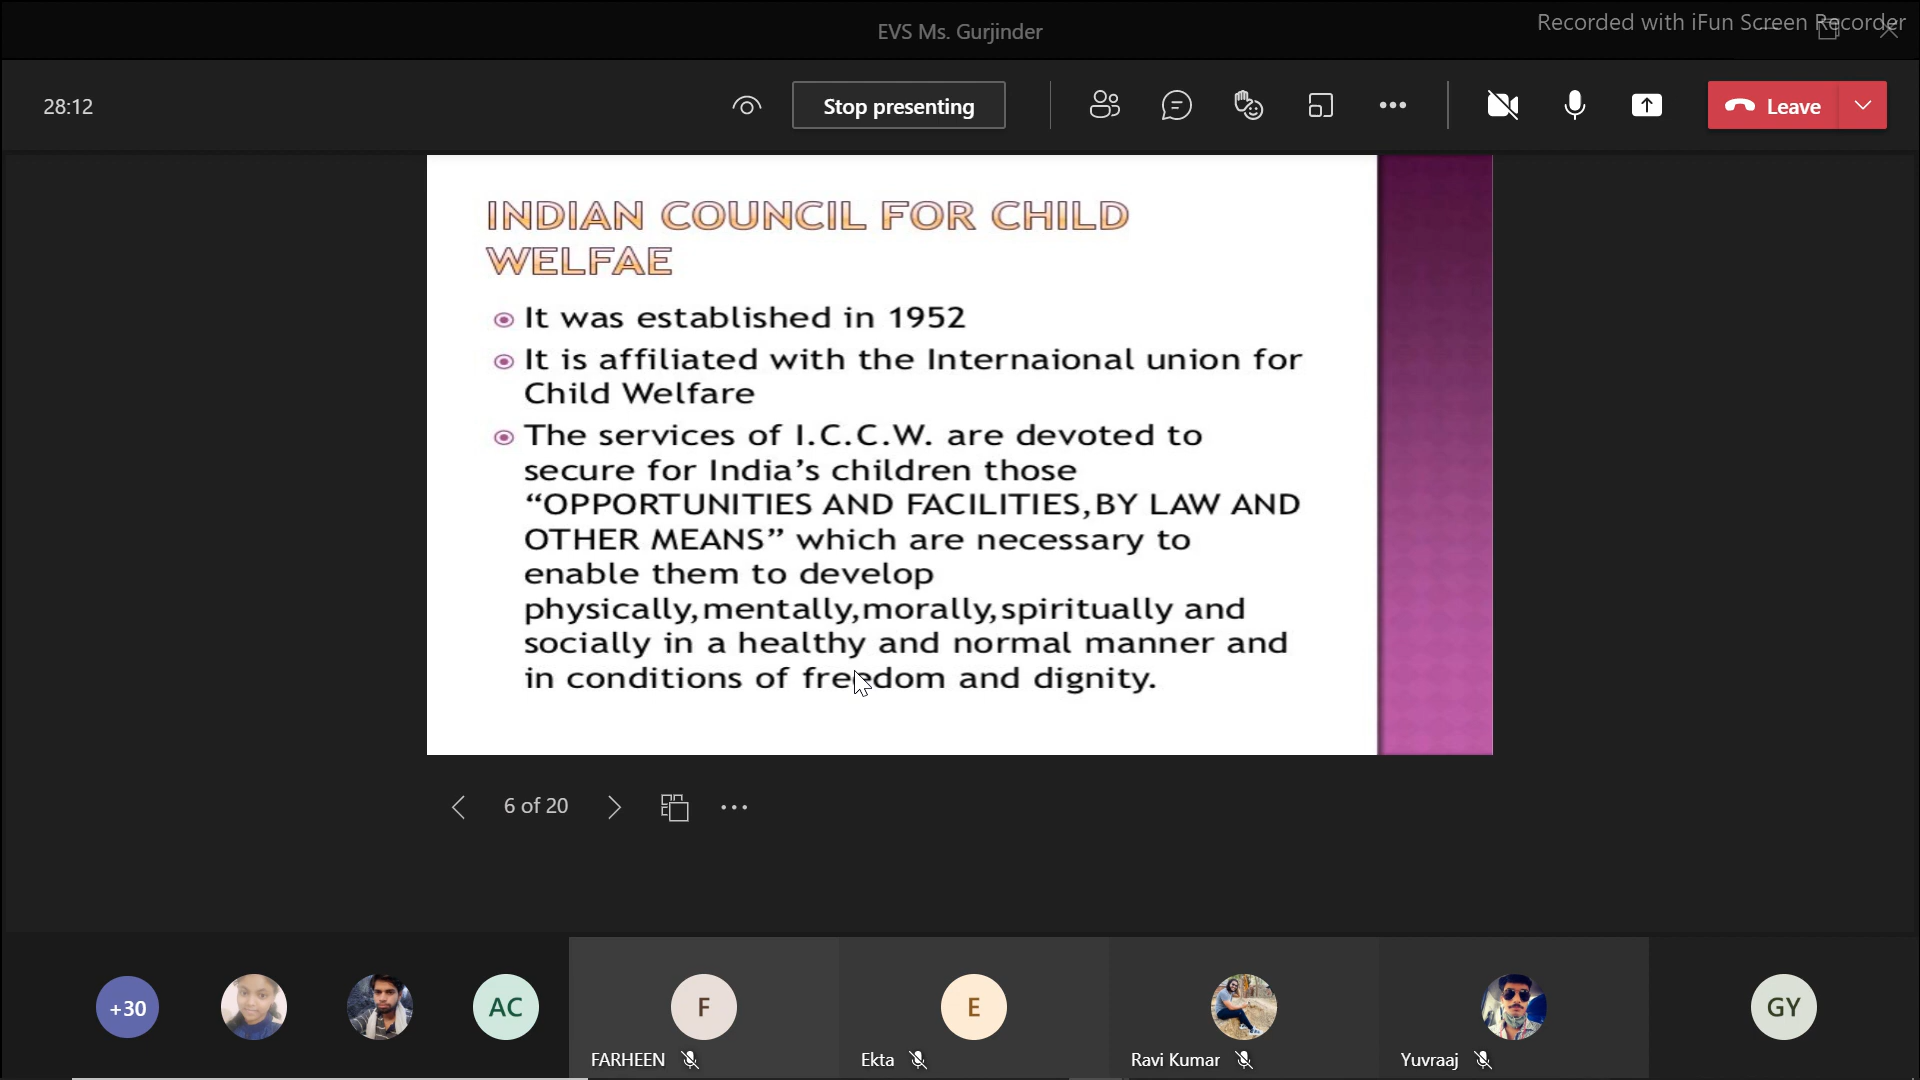 EVS Ms. Gurjinder
Recorded with iFun Screen Recorder
28:12
Stop presenting
Leave
INDIAN COUNCIL FOR CHILD
WELFAE
It was established in 1952
It is affiliated with the Internaional union for
Child Welfare
The services of I.C.C.W. are devoted to
secure for India’s children those
“OPPORTUNITIES AND FACILITIES,BY LAW AND
OTHER MEANS” which are necessary to
enable them to develop
physically,mentally,morally,spiritually and
socially in a healthy and normal manner and
in conditions of freedom and dignity.
6 of 20
+30
AC
F
E
GY
FARHEEN
Ekta
Ravi Kumar
Yuvraaj